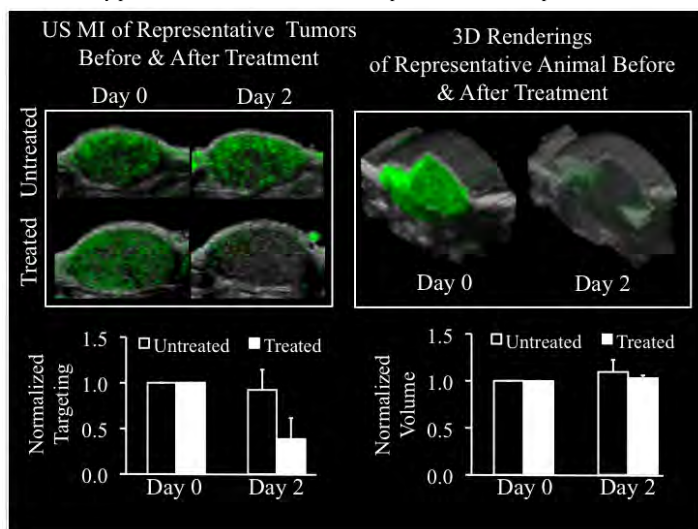 US MI of Representative Tumors
Before & After Treatment
Day 0 Day 2
Untreated
Treated
3D Renderings
of Representative Animal Before
& After Treatment
Day 0 Day 2
Normalized
Targeting
1.5
1.0
0.5
0.0
Untreated Treated
Day 0 Day 2
Normalized
Volume
1.5
1.0
0.5
0.0
Untreated Treated
Day 0 Day 2